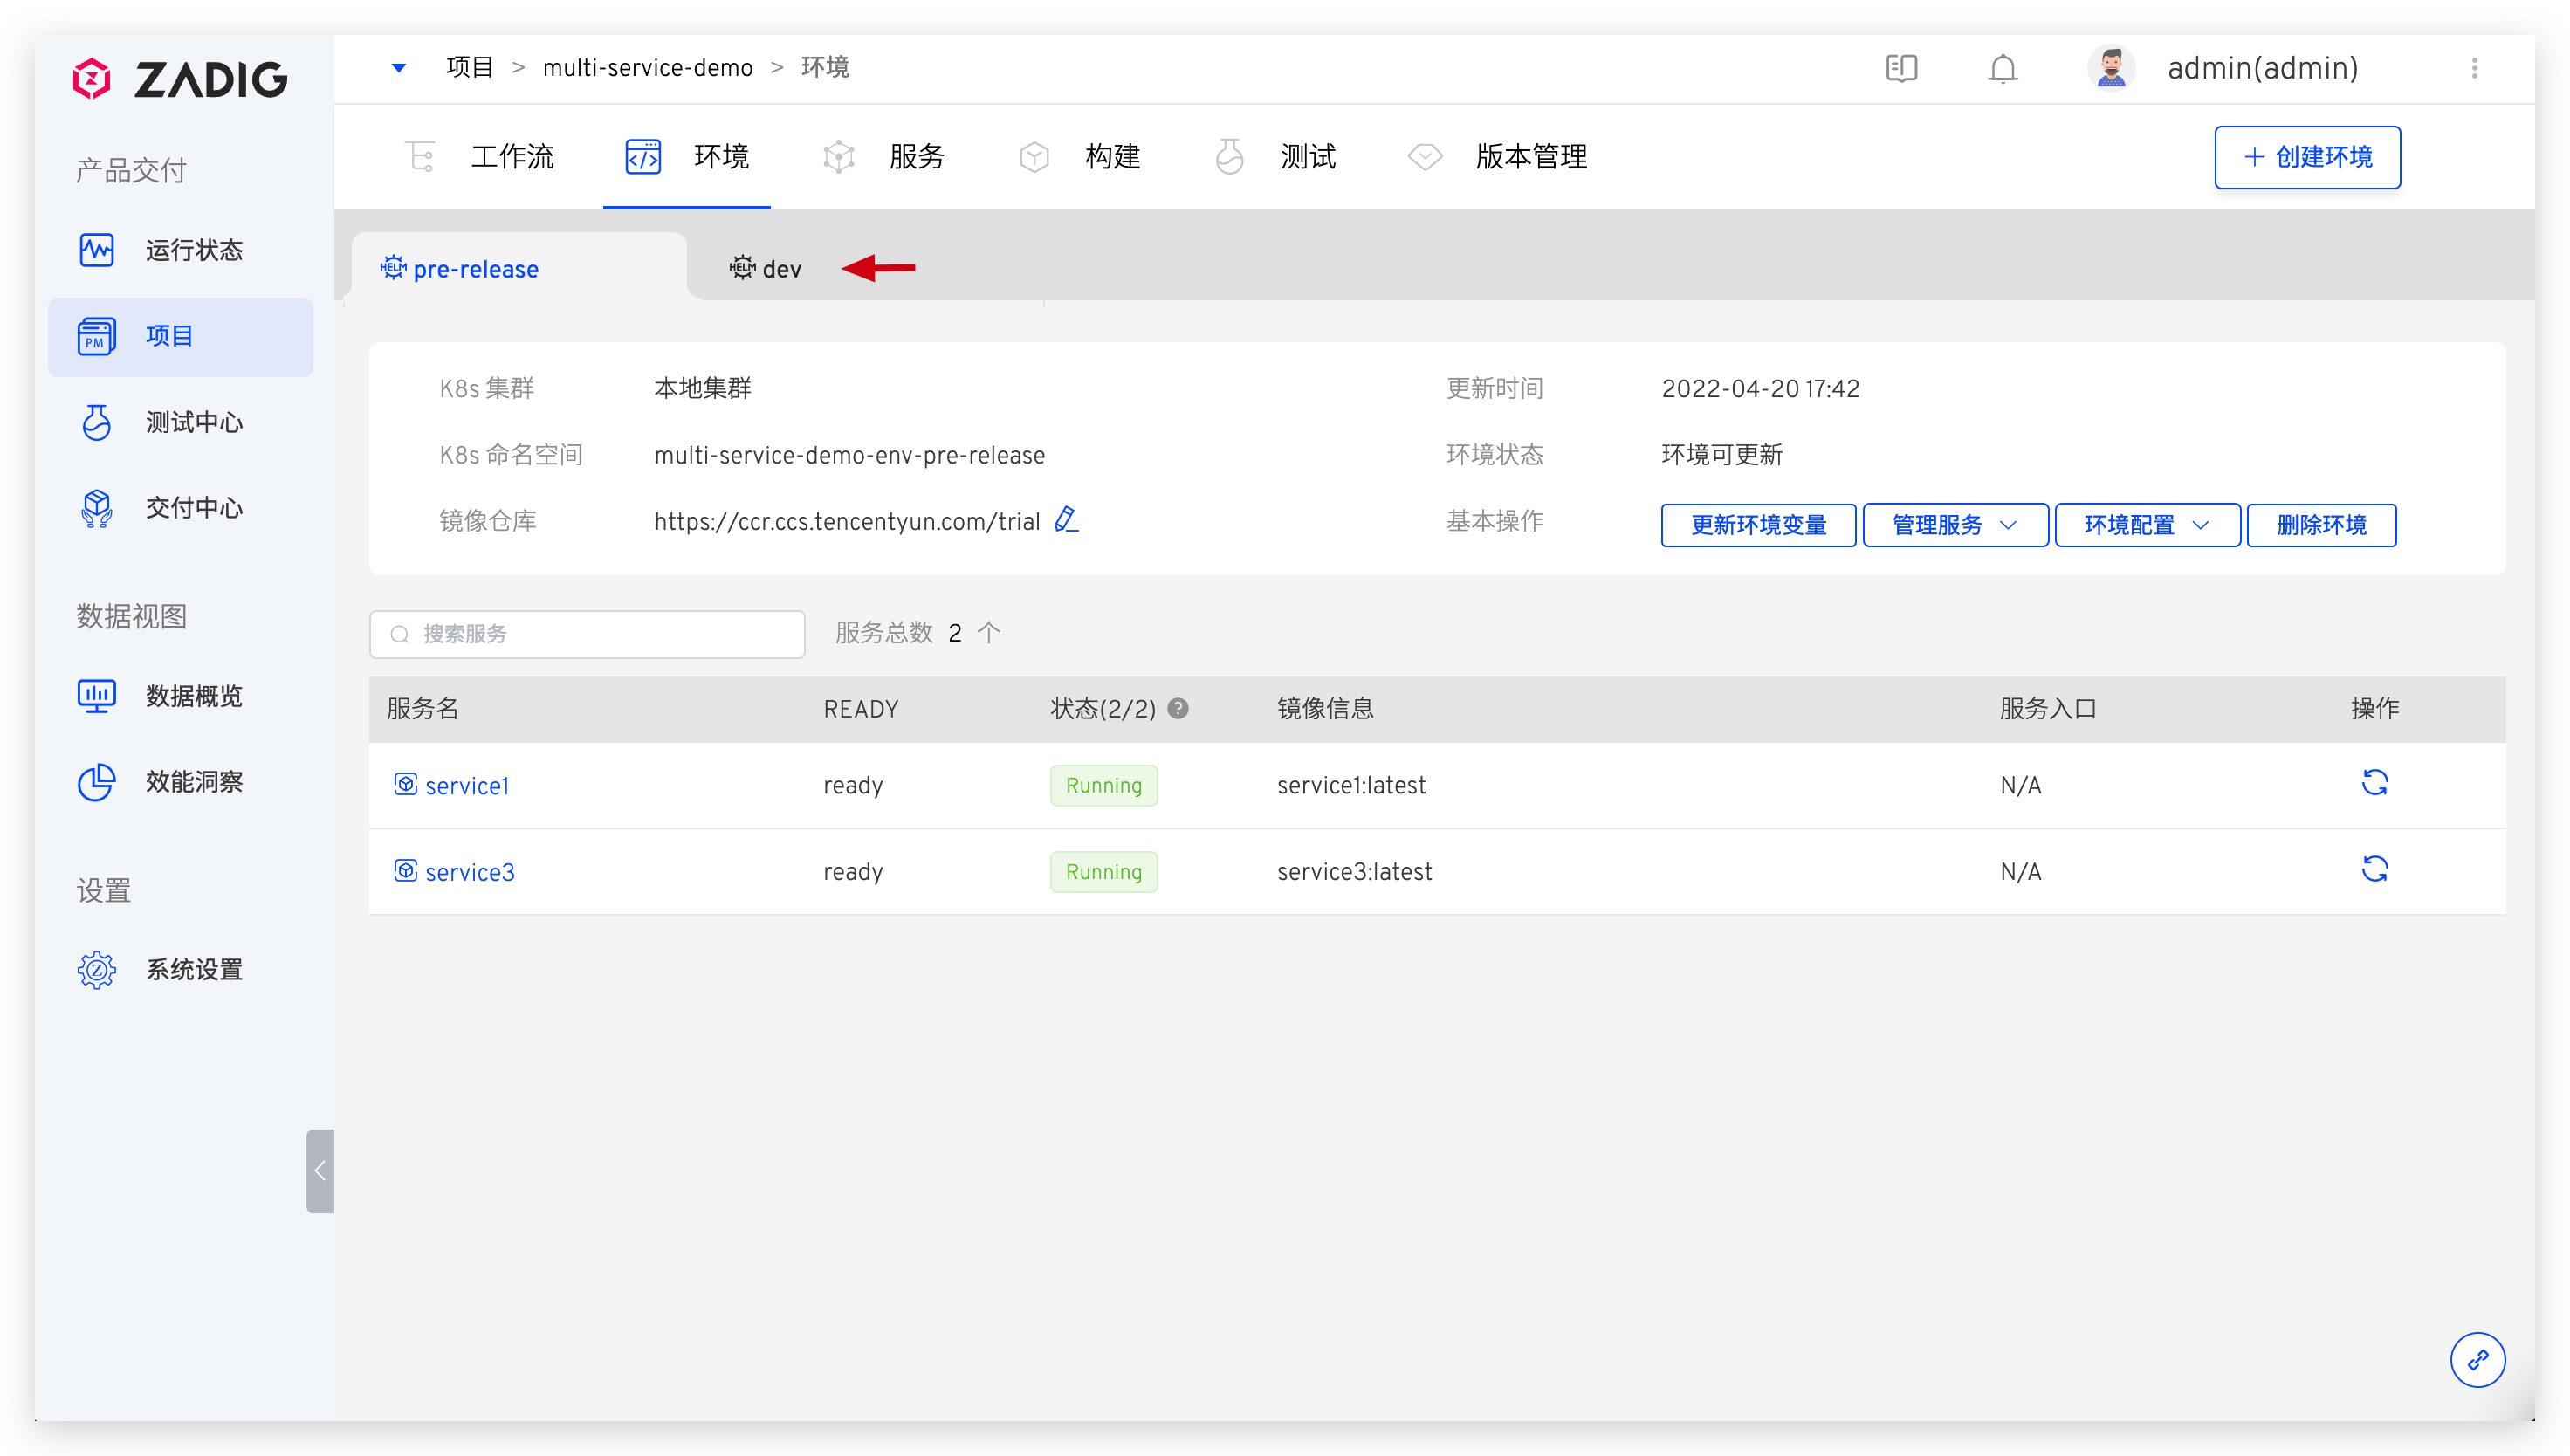 ZADIG
项目 > multi-service-demo > 环境
admin(admin)
产品交付
运行状态
项目
PM
测试中心
交付中心
数据视图
数据概览
效能洞察
设置
系统设置
工作流 环境 服务 构建 测试 版本管理
+ 创建环境
HELM pre-release HELM dev
K8s 集群 本地集群 更新时间 2022-04-20 17:42
K8s 命名空间 multi-service-demo-env-pre-release 环境状态 环境可更新
镜像仓库 https://ccr.ccs.tencentyun.com/trial 基本操作 更新环境变量 管理服务 环境配置 删除环境
搜索服务 服务总数 2 个
服务名 READY 状态(2/2) ? 镜像信息 服务入口 操作
service1 ready Running service1:latest N/A
service3 ready Running service3:latest N/A